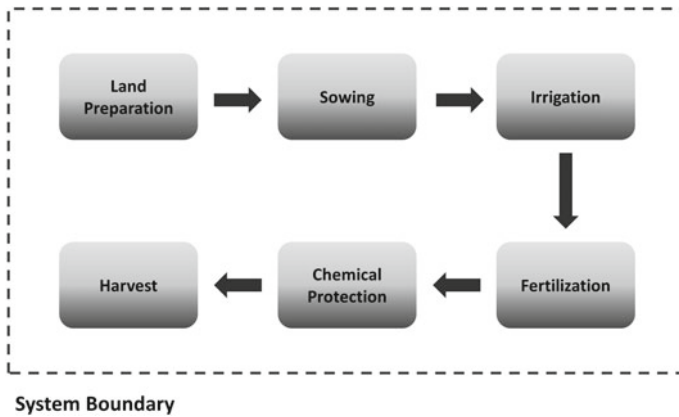 Land
Preparation
Sowing
Irrigation
Harvest
Chemical
Protection
Fertilization
System Boundary